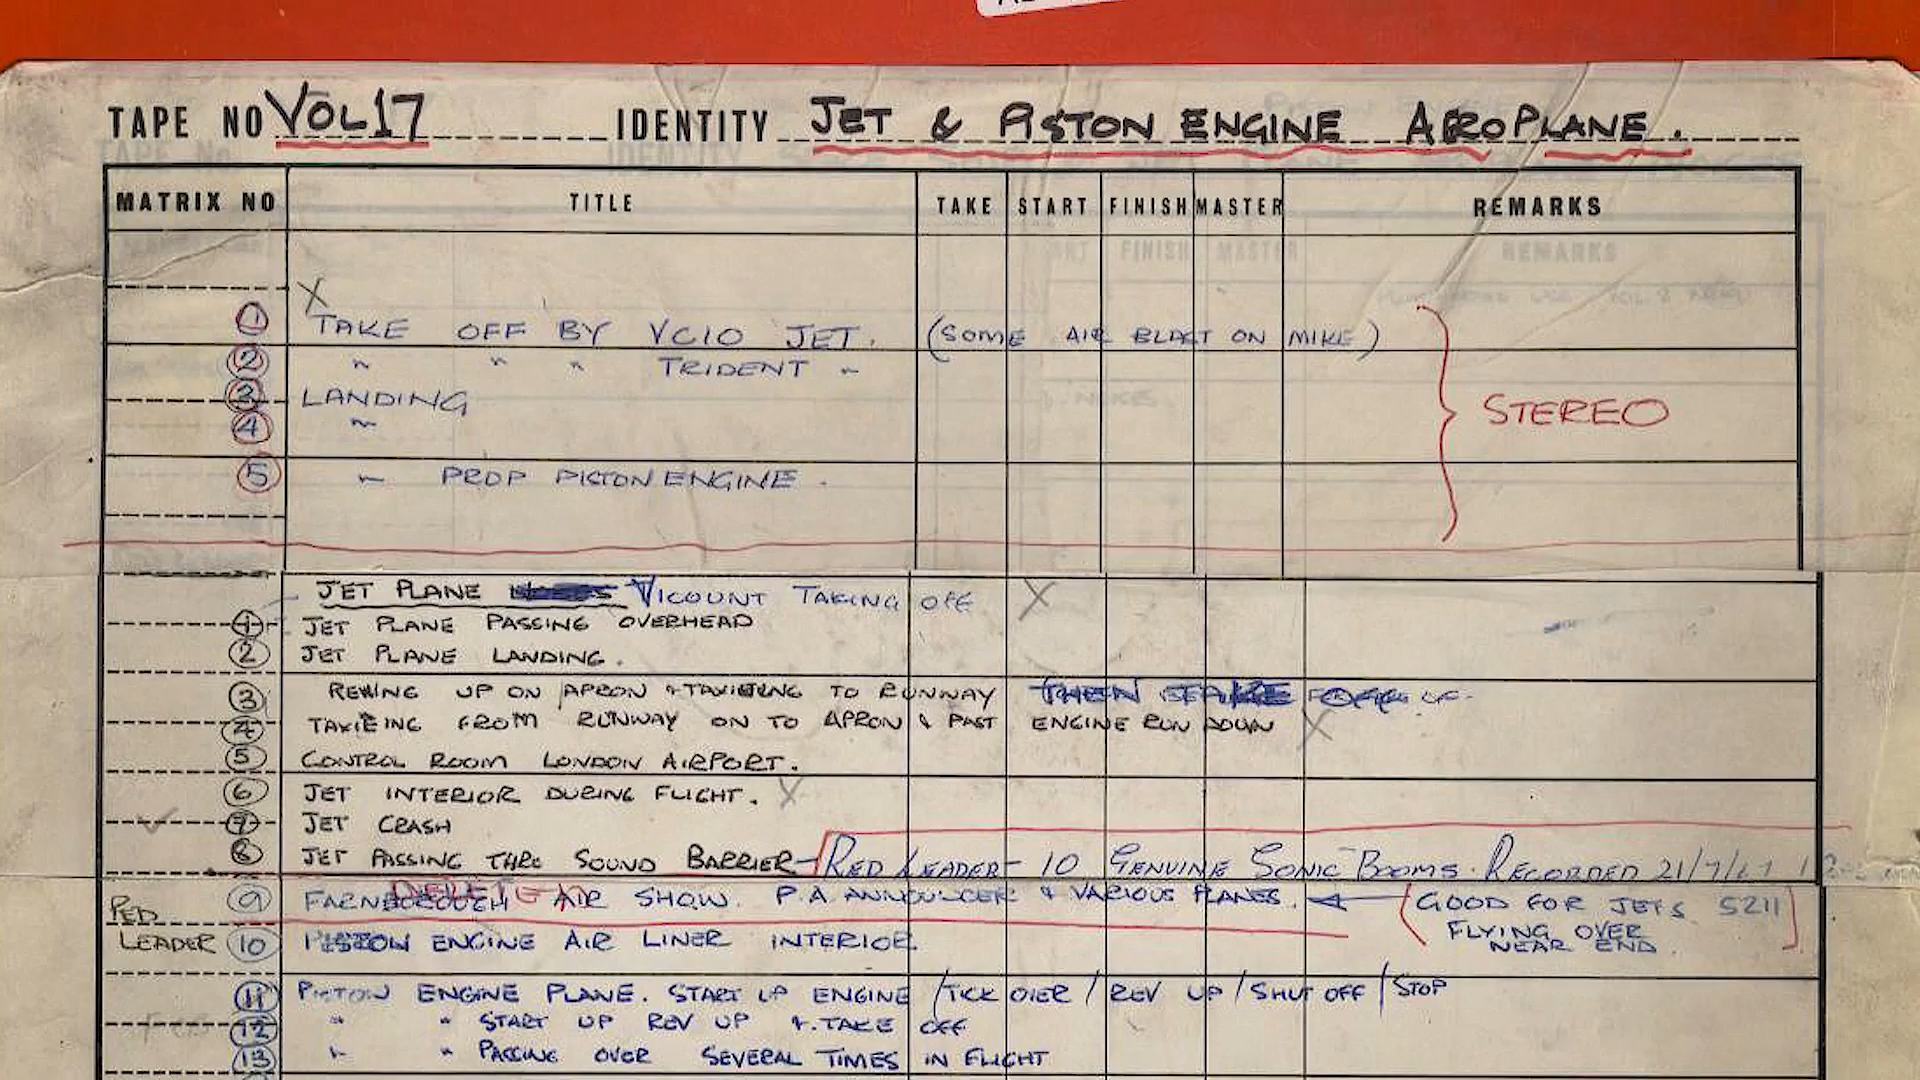 TAPE NO VOL 17 IDENTITY JET & PISTON ENGINE AEROPLANE.
MATRIX NO TITLE TAKE START FINISH MASTER REMARKS
X
1 TAKE OFF BY VC10 JET. (SOME AIR BLAST ON MIKE)
2 " " " TRIDENT "
3 LANDING
STEREO
4 "
5 " PROP PISTON ENGINE.
JET PLANE VICOUNT TAKING OFF X
1 JET PLANE PASSING OVERHEAD
2 JET PLANE LANDING.
3 REVVING UP ON APRON & TO RUNWAY THEN
4 FROM RUNWAY ON TO APRON & PAST ENGINE RUN DOWN X
5 CONTROL ROOM LONDON AIRPORT.
6 JET INTERIOR DURING FLIGHT. X
7 JET CRASH
8 JET PASSING THRO SOUND BARRIER - RED LEADER - 10 GENUINE SONIC BOOMS. RECORDED
DELETE
9 FARNBOROUGH AIR SHOW. P.A. ANNOUNCER & VARIOUS PLANES. (GOOD FOR JETS 5211
FLYING OVER
NEAR END)
RED
LEADER 10 PISTON ENGINE AIR LINER INTERIOR
11 PISTON ENGINE PLANE. START UP ENGINE / TICK OVER / REV UP / SHUT OFF / STOP
12 " " START UP REV UP & TAKE OFF
13 " " PASSING OVER SEVERAL TIMES IN FLIGHT